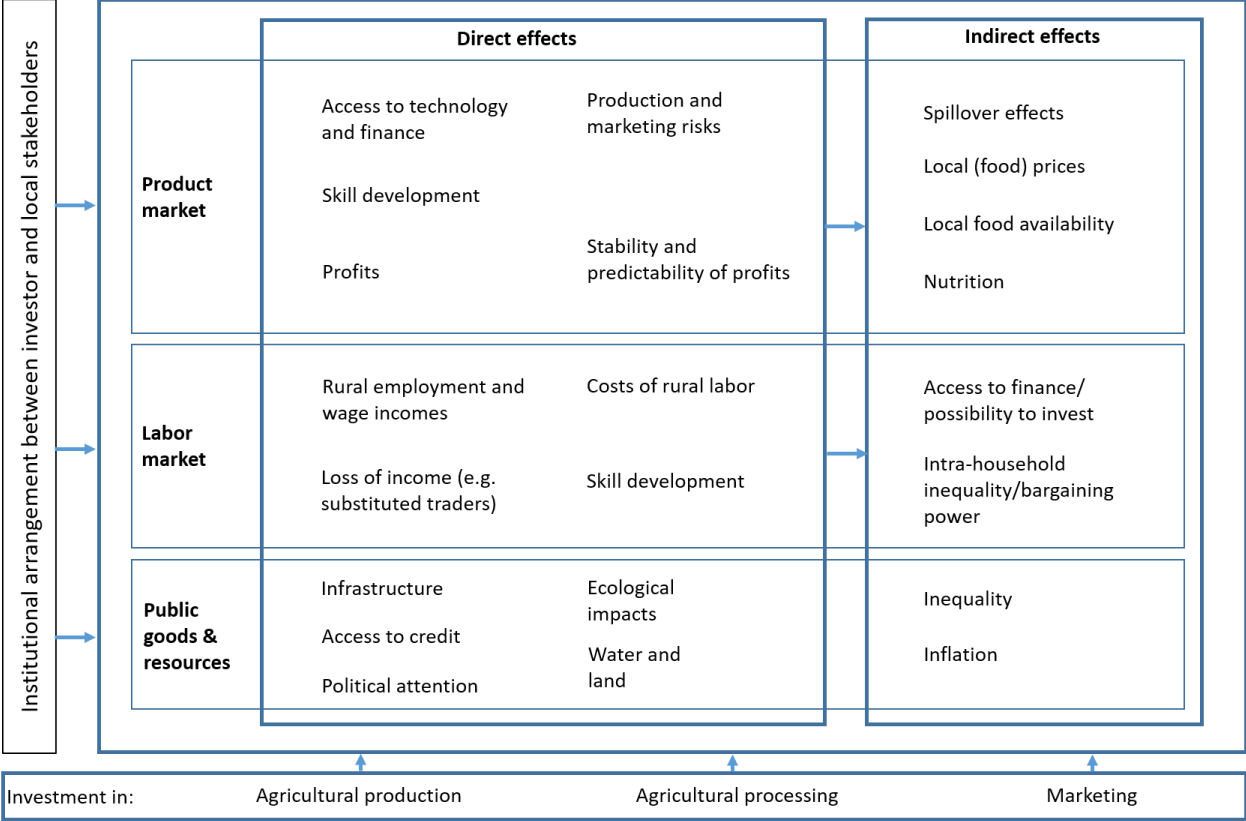 Institutional arrangement between investor and local stakeholders
Direct effects
Indirect effects
Product
market
Access to technology
and finance
Skill development
Profits
Production and
marketing risks
Stability and
predictability of profits
Spillover effects
Local (food) prices
Local food availability
Nutrition
Labor
market
Rural employment and
wage incomes
Loss of income (e.g.
substituted traders)
Costs of rural labor
Skill development
Access to finance/
possibility to invest
Intra-household
inequality/bargaining
power
Public
goods &
resources
Infrastructure
Access to credit
Political attention
Ecological
impacts
Water and
land
Inequality
Inflation
Investment in:
Agricultural production
Agricultural processing
Marketing